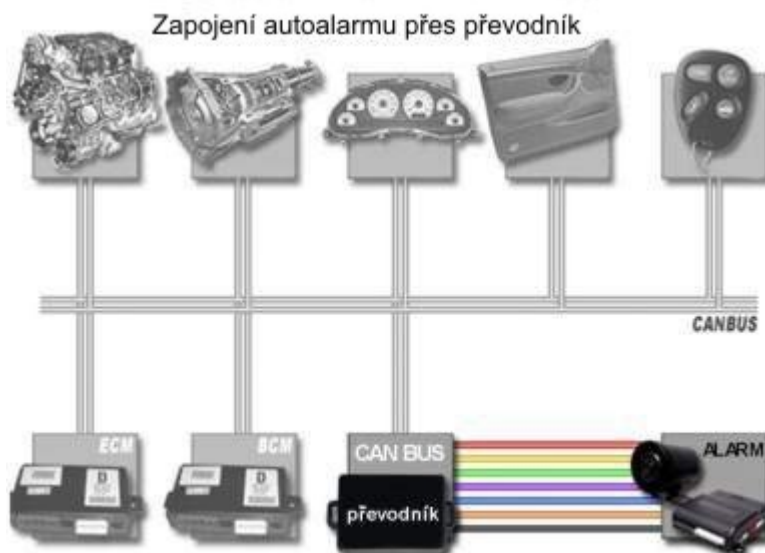 Zapojení autoalarmu přes převodník
CANBUS
ECM
BCM
CAN BUS
ALARM
D
D
převodník